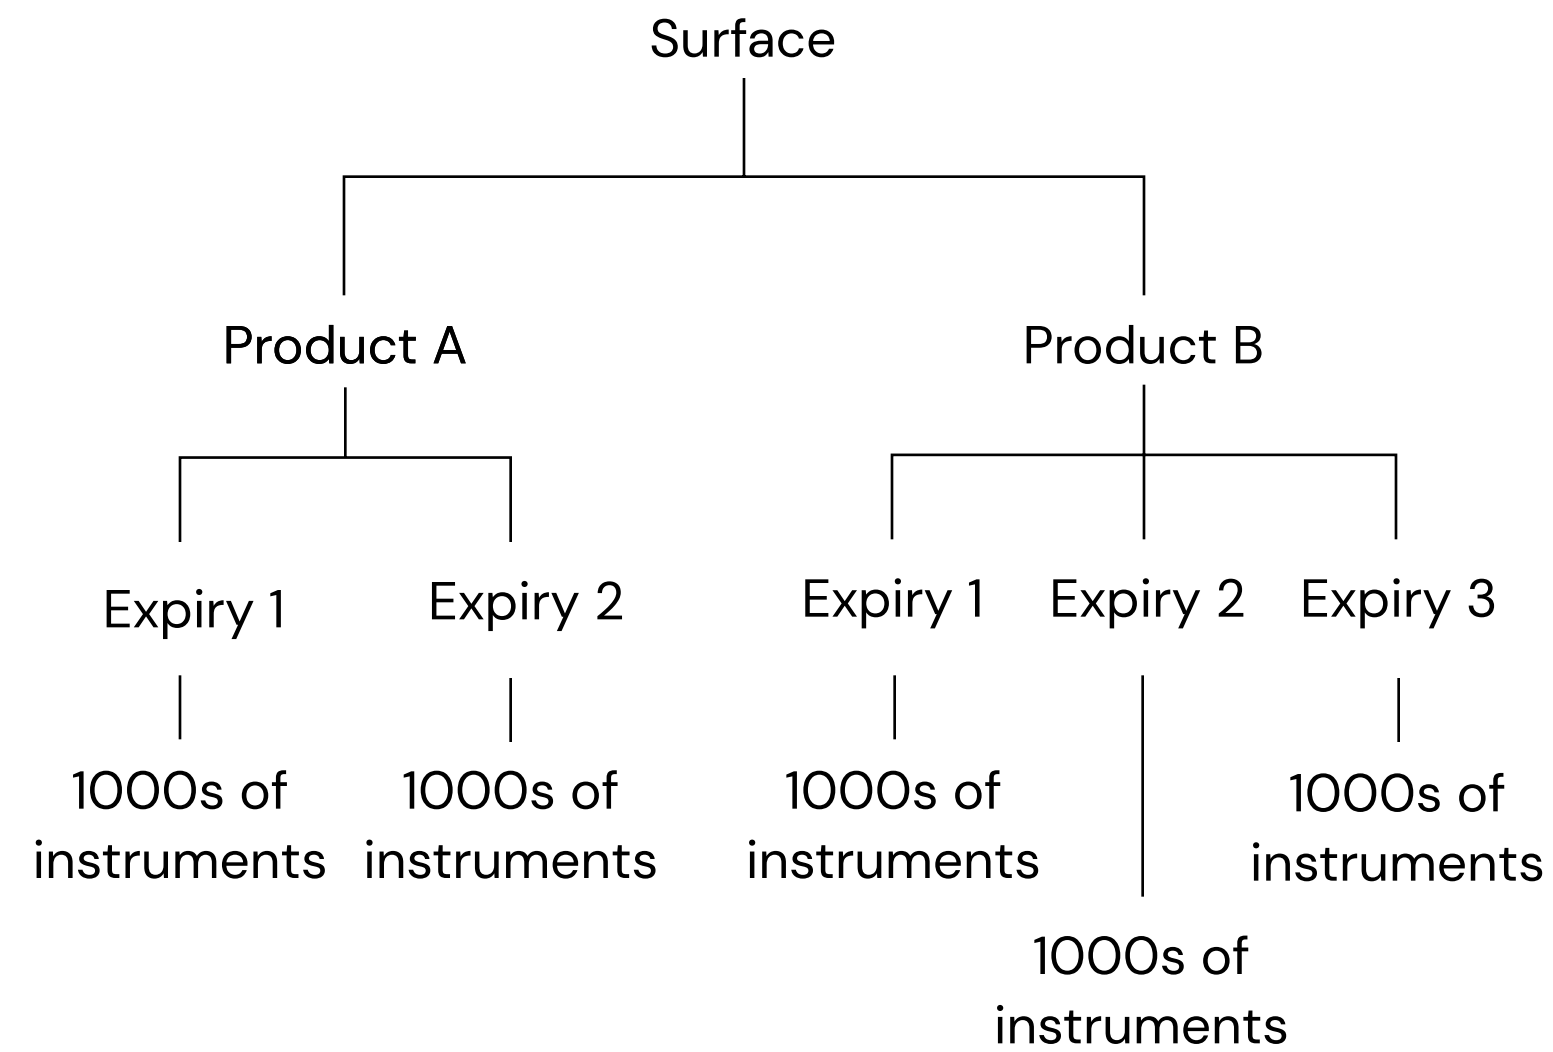 Surface
Product A
Product B
Expiry 1
Expiry 2
Expiry 1
Expiry 2
Expiry 3
1000s of
instruments
1000s of
instruments
1000s of
instruments
1000s of
instruments
1000s of
instruments